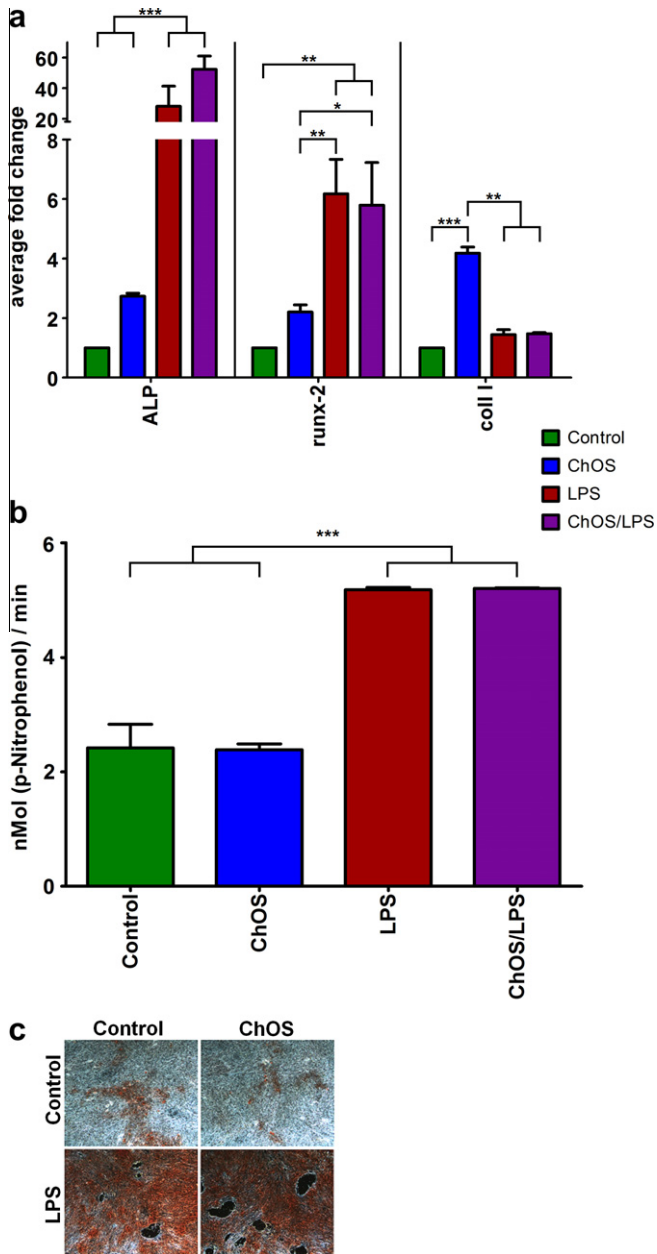 a
***
**
*
**
**
***
60
40
20
8
6
4
2
0
average fold change
ALP
runx-2
coll I
Control
ChOS
LPS
ChOS/LPS
b
***
6
4
2
0
nMol (p-Nitrophenol) / min
Control
ChOS
LPS
ChOS/LPS
c
Control ChOS
Control
LPS